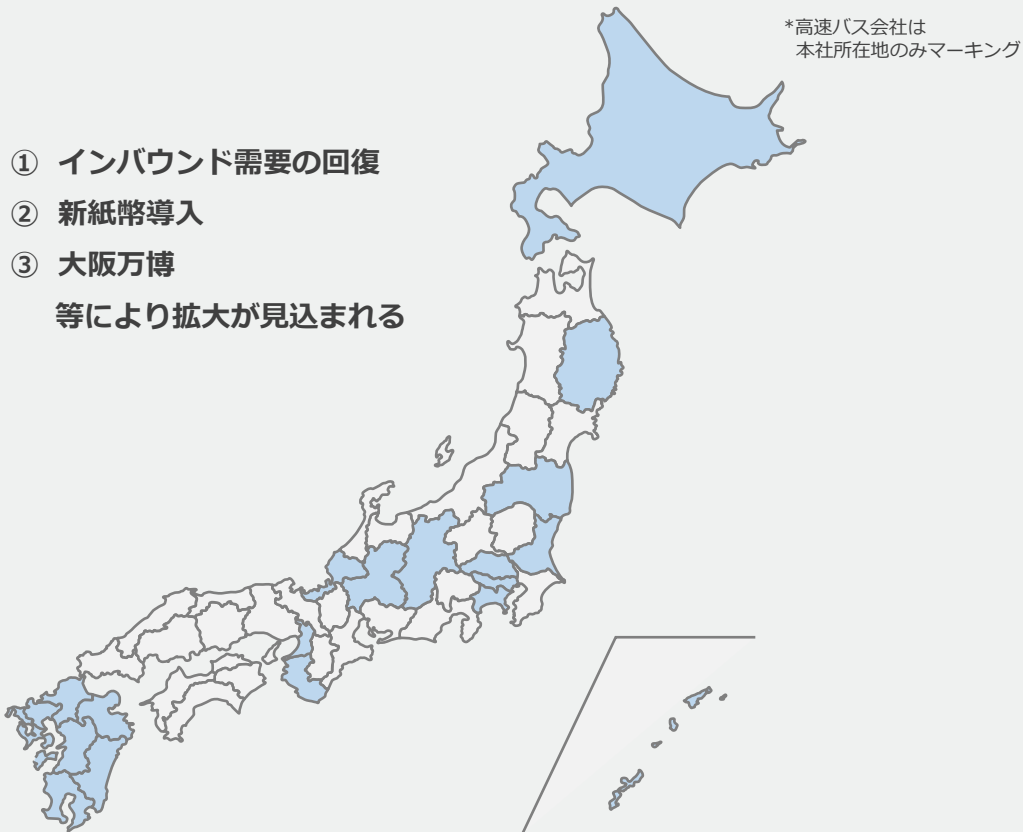 *高速バス会社は
本社所在地のみマーキング
① インバウンド需要の回復
② 新紙幣導入
③ 大阪万博
等により拡大が見込まれる